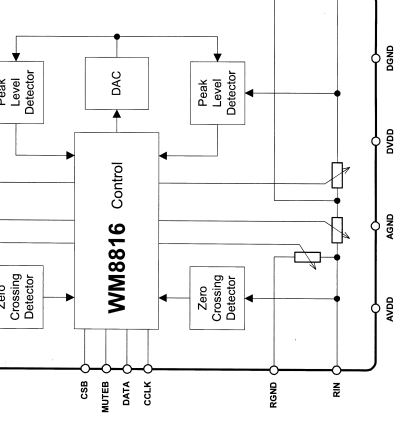 Peak
Level
Detector
DAC
Peak
Level
Detector
WM8816 Control
Zero
Crossing
Detector
Zero
Crossing
Detector
DGND
DVDD
AGND
AVDD
CSB
MUTEB
DATA
CCLK
RGND
RIN